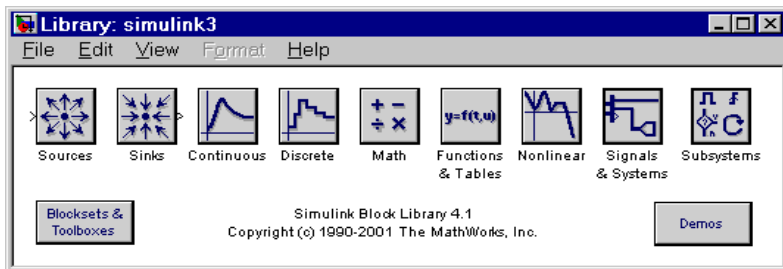 Library: simulink3
File Edit View Format Help
+ −
÷ ×
y=f(t,u)
Sources Sinks Continuous Discrete Math Functions & Tables Nonlinear Signals & Systems Subsystems
Blocksets &
Toolboxes
Simulink Block Library 4.1
Copyright (c) 1990-2001 The MathWorks, Inc.
Demos